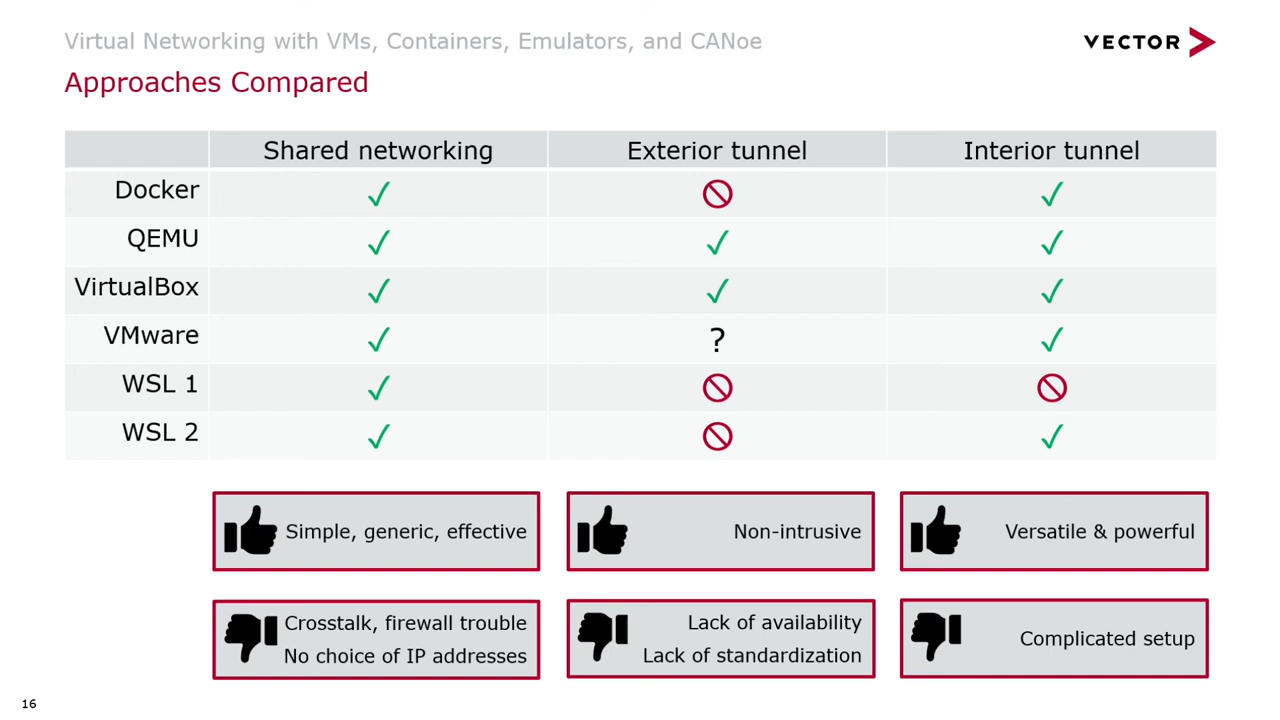 Virtual Networking with VMs, Containers, Emulators, and CANoe
VECTOR
Approaches Compared
Shared networking Exterior tunnel Interior tunnel
Docker ✓ 🚫 ✓
QEMU ✓ ✓ ✓
VirtualBox ✓ ✓ ✓
VMware ✓ ? ✓
WSL 1 ✓ 🚫 🚫
WSL 2 ✓ 🚫 ✓
Simple, generic, effective
Non-intrusive
Versatile & powerful
Crosstalk, firewall trouble
No choice of IP addresses
Lack of availability
Lack of standardization
Complicated setup
16